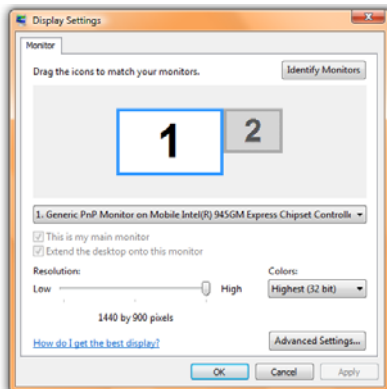 Display Settings
Monitor
Drag the icons to match your monitors.
Identify Monitors
1
2
1. Generic PnP Monitor on Mobile Intel(R) 945GM Express Chipset Controlle
This is my main monitor
Extend the desktop onto this monitor
Resolution:
Colors:
Low
High
Highest (32 bit)
1440 by 900 pixels
How do I get the best display?
Advanced Settings...
OK
Cancel
Apply